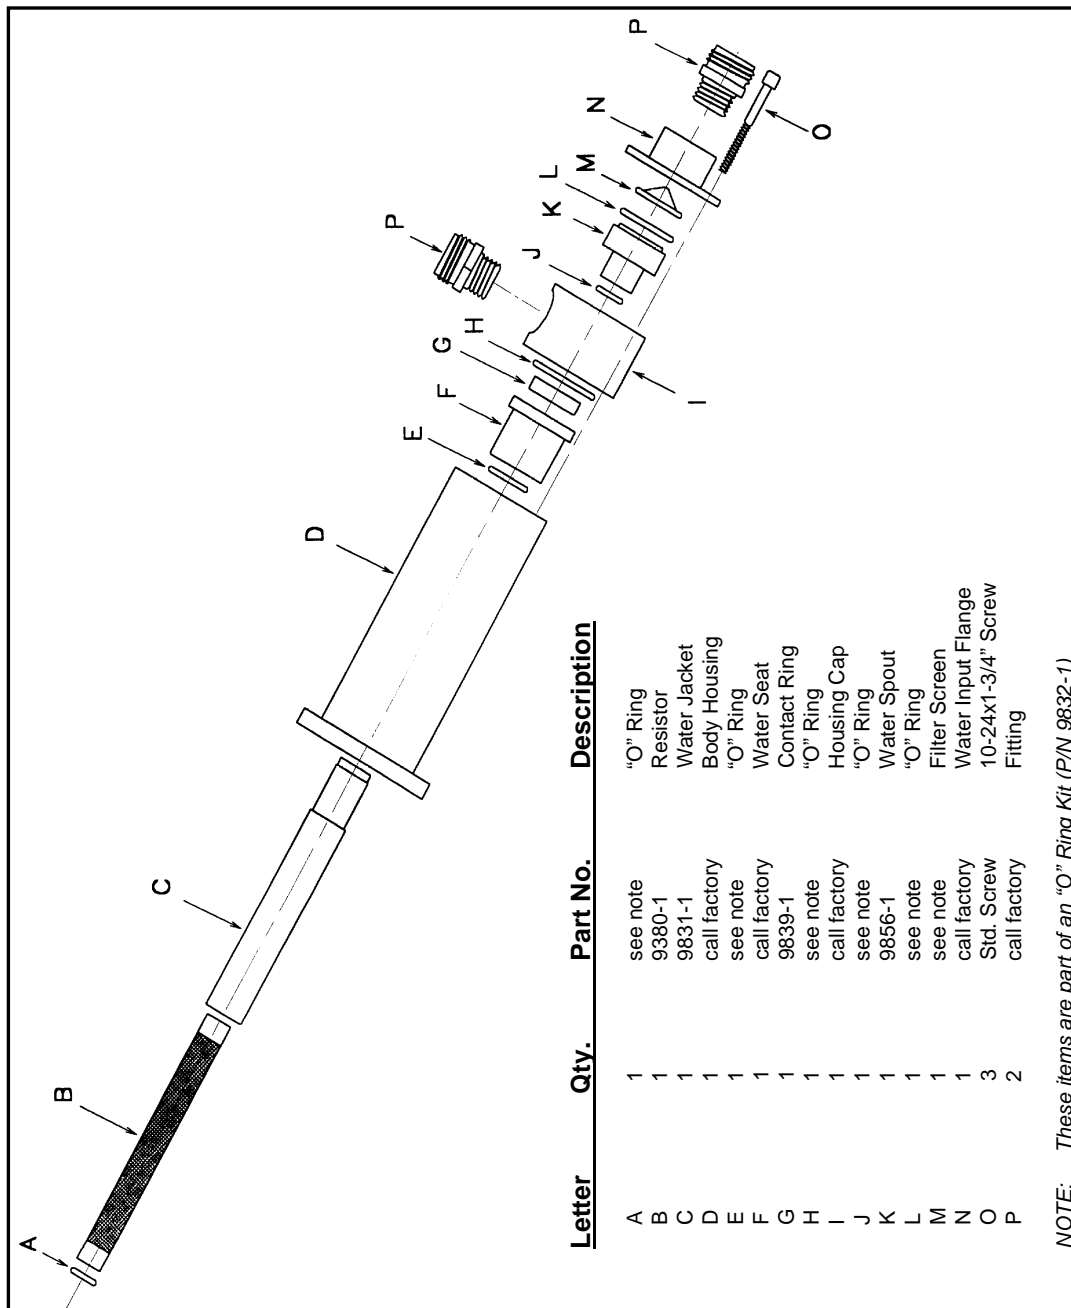 A
B
C
D
E
F
G
H
I
J
K
L
M
N
O
P
P
Letter Qty. Part No. Description
A 1 see note "O" Ring
B 1 9380-1 Resistor
C 1 9831-1 Water Jacket
D 1 call factory Body Housing
E 1 see note "O" Ring
F 1 call factory Water Seat
G 1 9839-1 Contact Ring
H 1 see note "O" Ring
I 1 call factory Housing Cap
J 1 see note "O" Ring
K 1 9856-1 Water Spout
L 1 see note "O" Ring
M 1 see note Filter Screen
N 1 call factory Water Input Flange
O 3 Std. Screw 10-24x1-3/4" Screw
P 2 call factory Fitting
NOTE: These items are part of an "O" Ring Kit (P/N 9832-1)